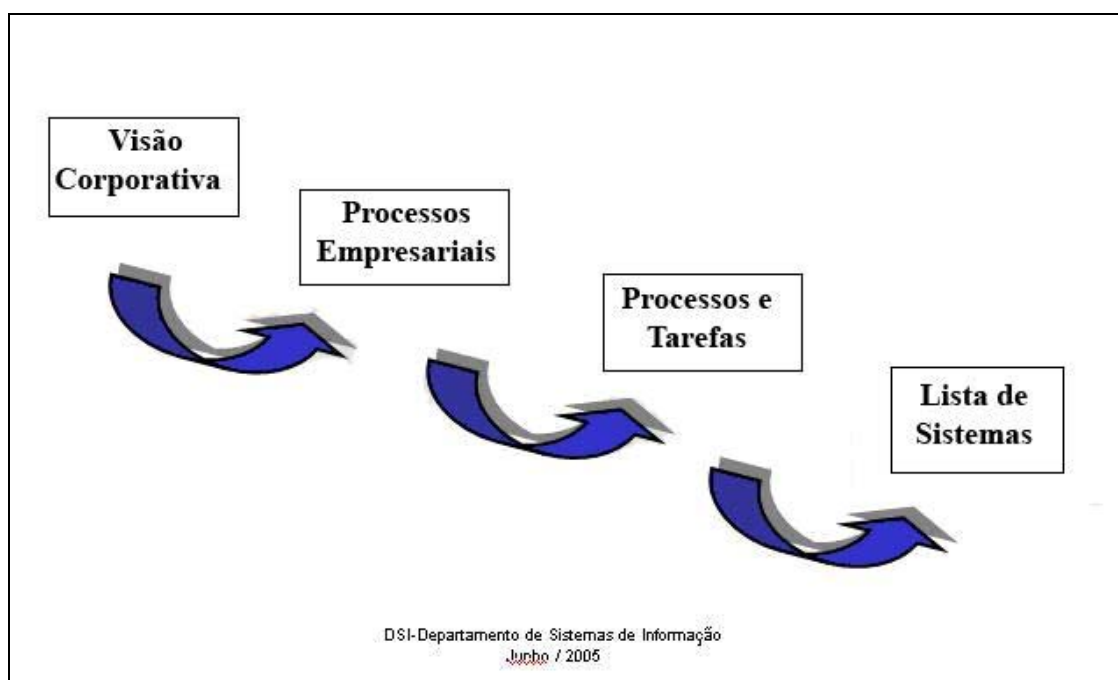 Visão
Corporativa
Processos
Empresariais
Processos e
Tarefas
Lista de
Sistemas
DSI-Departamento de Sistemas de Informação
Junho / 2005